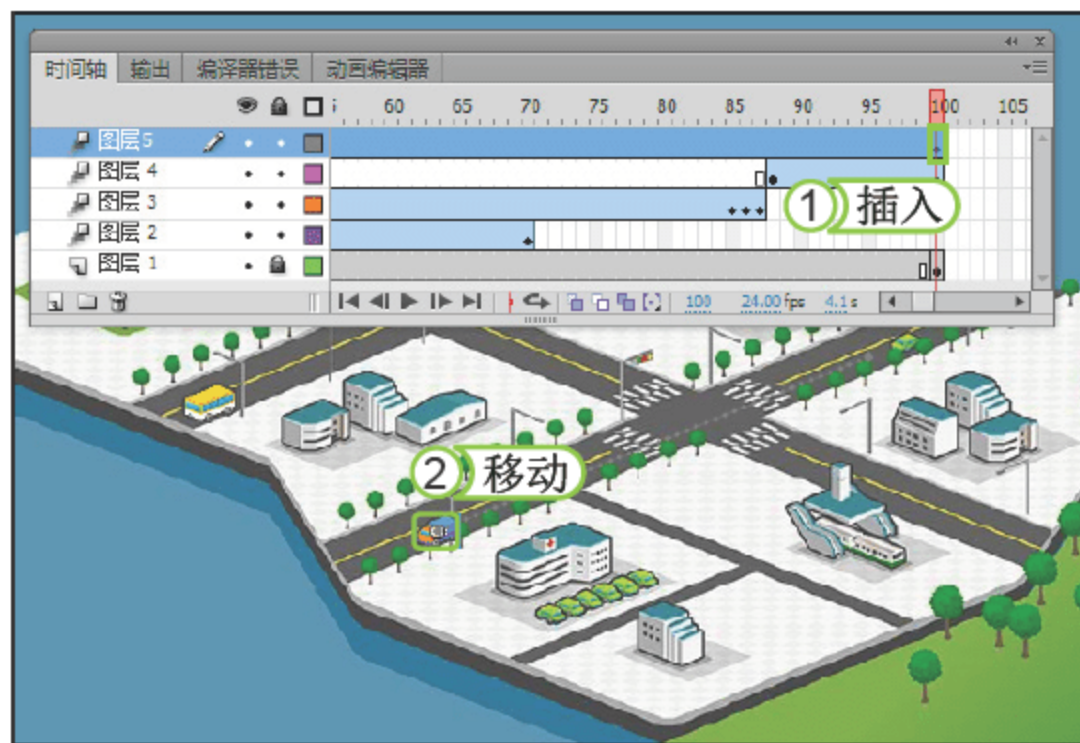 时间轴 输出 编译器错误 动画编辑器
5 60 65 70 75 80 85 90 95 100 105
图层5
图层 4
图层 3
① 插入
图层 2
图层 1
100 24.00 fps 4.1 s
② 移动